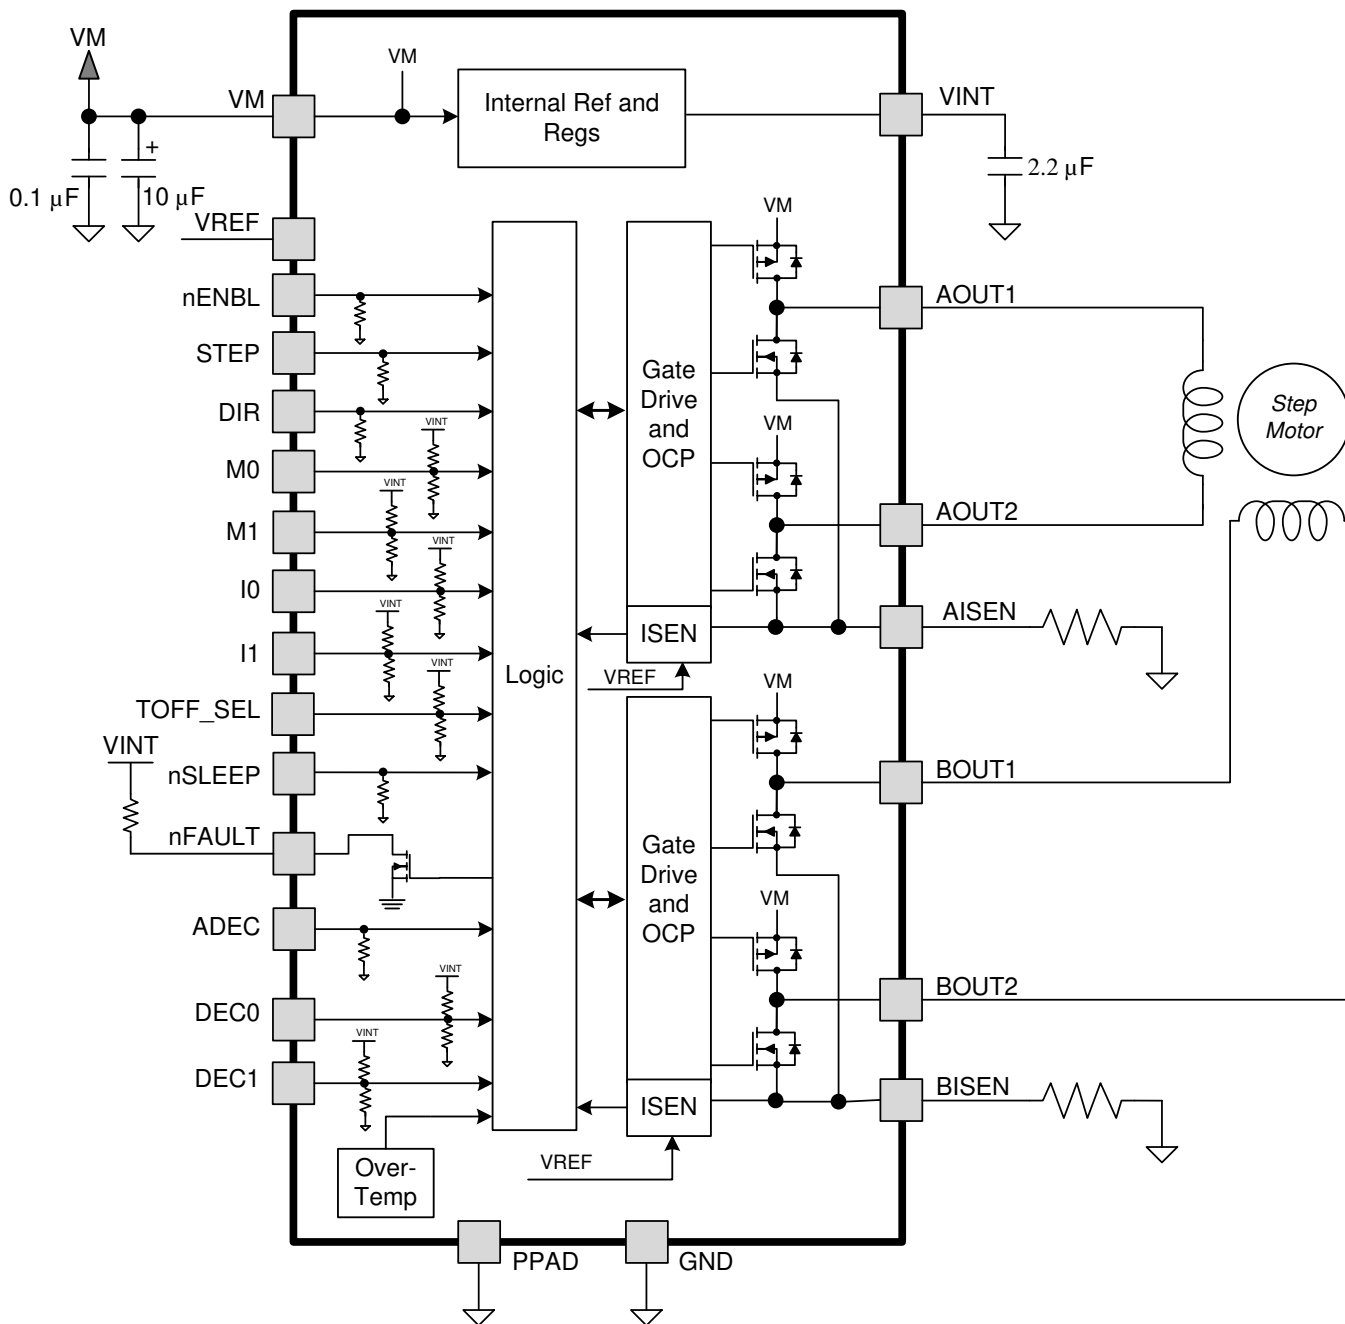 VM
VM
VM
Internal Ref and
Regs
VINT
0.1 µF
+
10 µF
2.2 µF
VREF
VM
nENBL
AOUT1
STEP
Gate
Drive
and
OCP
DIR
VINT
Step
Motor
M0
VM
VINT
M1
AOUT2
VINT
I0
VINT
AISEN
I1
ISEN
VINT
Logic
VREF
VM
TOFF_SEL
VINT
nSLEEP
BOUT1
nFAULT
Gate
Drive
and
OCP
VM
ADEC
VINT
BOUT2
DEC0
VINT
DEC1
ISEN
BISEN
Over-
Temp
VREF
PPAD
GND